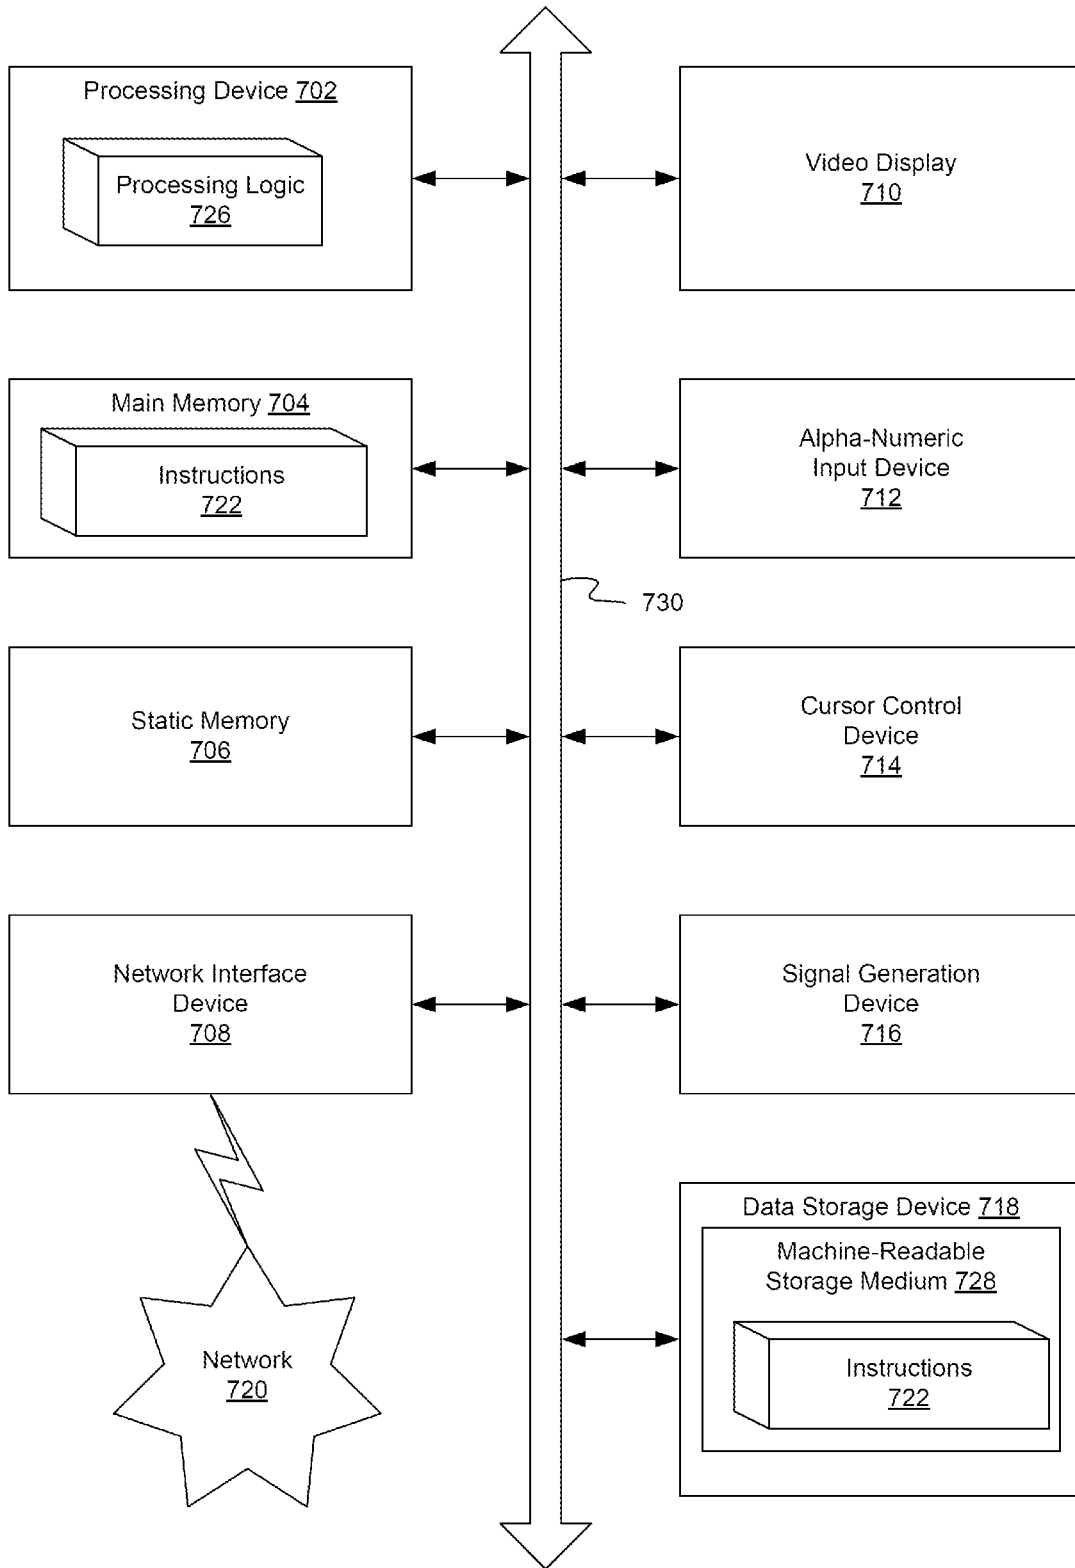 Processing Device 702
Processing Logic
726
Video Display
710
Main Memory 704
Instructions
722
Alpha-Numeric
Input Device
712
730
Static Memory
706
Cursor Control
Device
714
Network Interface
Device
708
Signal Generation
Device
716
Data Storage Device 718
Machine-Readable
Storage Medium 728
Instructions
722
Network
720